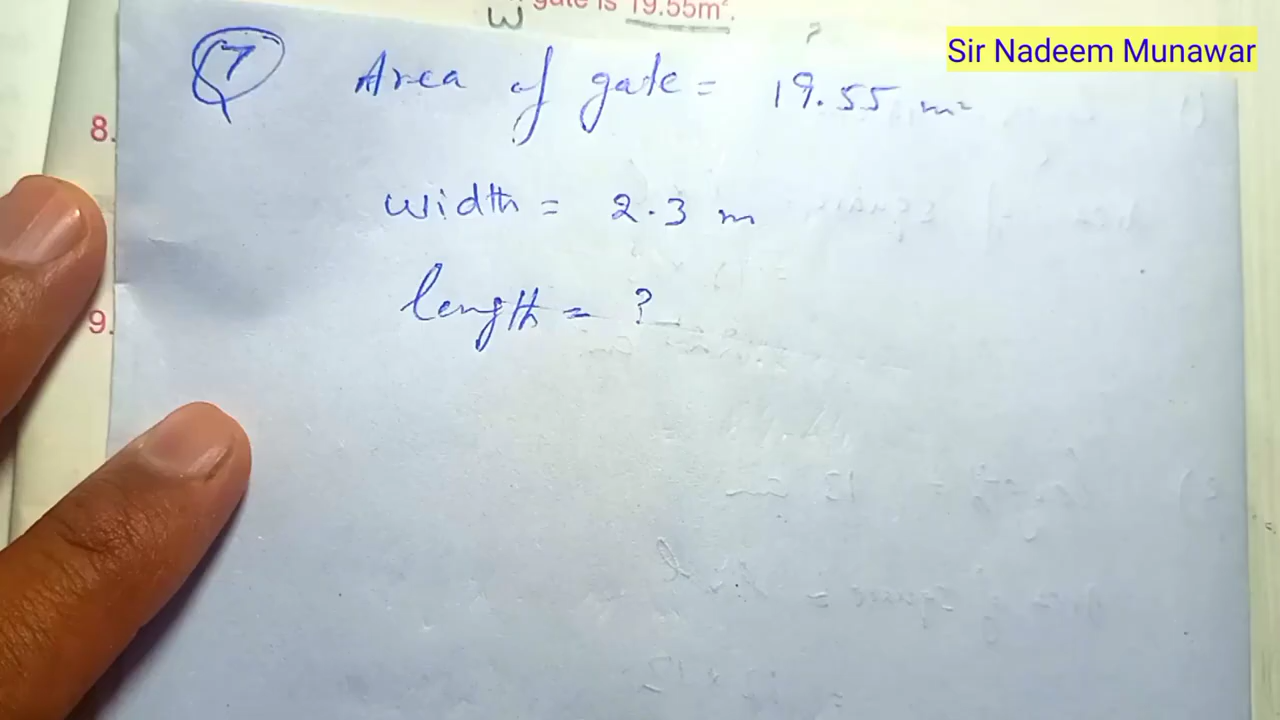 gate is 19.55m².
W
Sir Nadeem Munawar
Q7 Area of gate = 19.55 m²
8.
width = 2.3 m
length = ?
9.